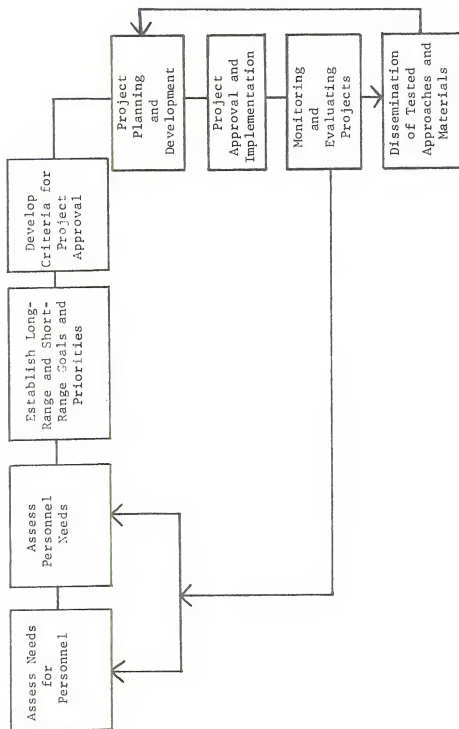 Assess Needs
for
Personnel
Assess
Personnel
Needs
Establish Long-
Range and Short-
Range Goals and
Priorities
Develop
Criteria for
Project
Approval
Project
Planning
and
Development
Project
Approval and
Implementation
Monitoring
and
Evaluating
Projects
Dissemination
of Tested
Approaches and
Materials